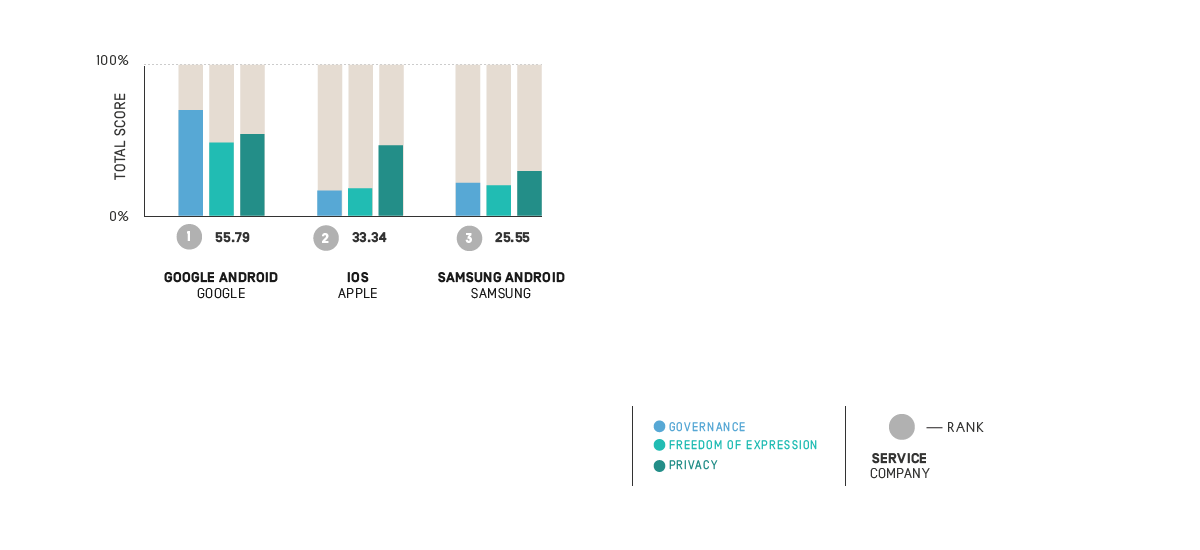 100%
TOTAL SCORE
0%
1 55.79
2 33.34
3 25.55
GOOGLE ANDROID
GOOGLE
IOS
APPLE
SAMSUNG ANDROID
SAMSUNG
GOVERNANCE
FREEDOM OF EXPRESSION
PRIVACY
— RANK
SERVICE
COMPANY